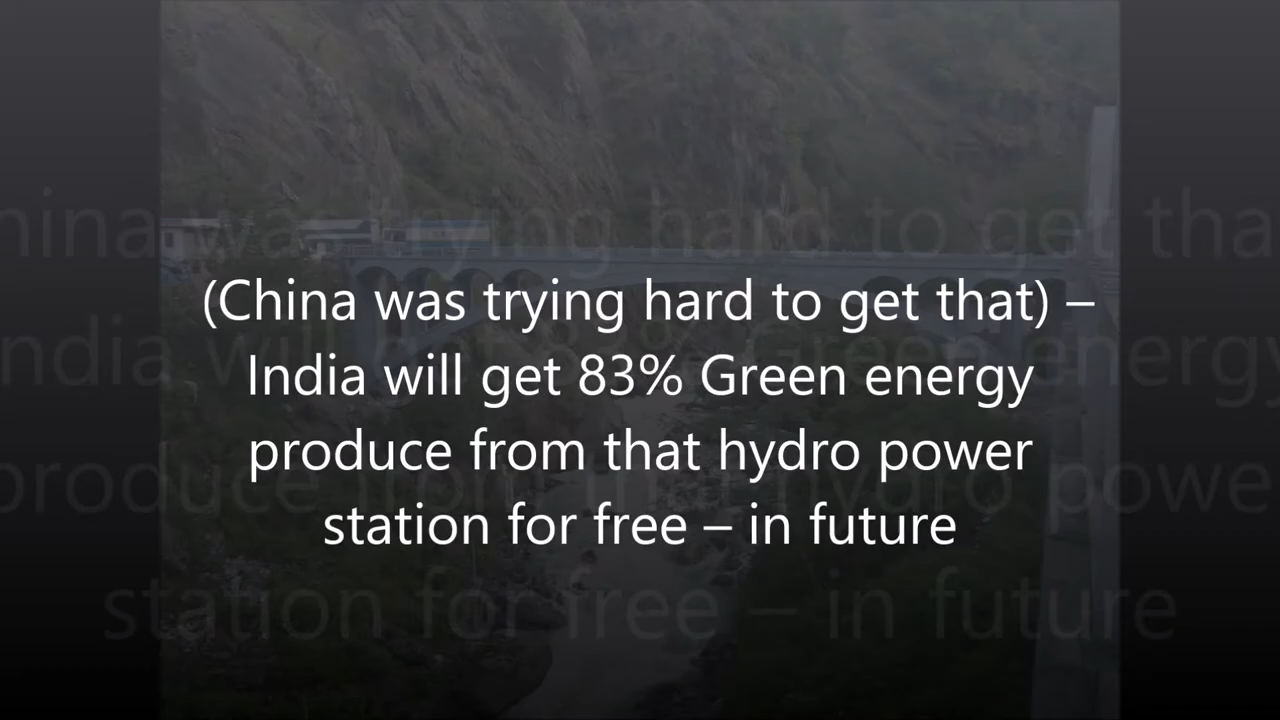 (China was trying hard to get that) –
India will get 83% Green energy
produce from that hydro power
station for free – in future